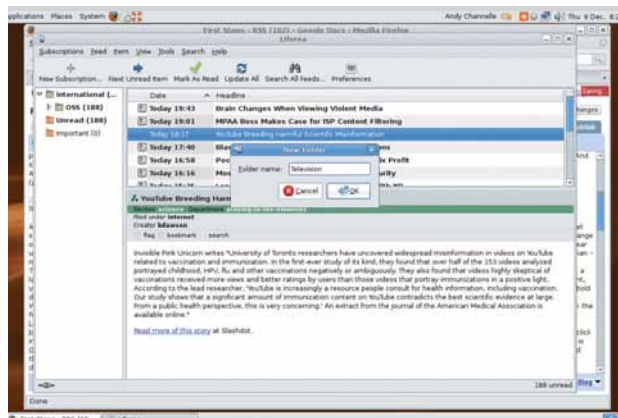 Applications Places System Andy Channelle Thu 6 Dec, 8:2
First Steps - RSS (182) - Google Docs - Mozilla Firefox
Liferea
Subscriptions Feed Item View Tools Search Help
New Subscription... Next Unread Item Mark As Read Update All Search All Feeds... Preferences
International (...
OSS (188)
Unread (188)
Important (0)
Date Headline
Today 19:43 Brain Changes When Viewing Violent Media
Today 19:01 MPAA Boss Makes Case for ISP Content Filtering
Today 18:17 YouTube Breeding Harmful Scientific Misinformation
Today 17:40
Today 16:58
Today 16:16
New Folder
Folder name: Television
Cancel OK
YouTube Breeding Harm
filed under internet
Creator kdawson
flag bookmark search
Invisible Pink Unicorn writes "University of Toronto researchers have uncovered widespread misinformation in videos on YouTube
related to vaccination and immunization. In the first-ever study of its kind, they found that over half of the 153 videos analyzed
portrayed childhood, HPV, flu and other vaccinations negatively or ambiguously. They also found that videos highly skeptical of
vaccinations received more views and better ratings by users than those videos that portray immunizations in a positive light.
According to the lead researcher, 'YouTube is increasingly a resource people consult for health information, including vaccination.
Our study shows that a significant amount of immunization content on YouTube contradicts the best scientific evidence at large.
From a public health perspective, this is very concerning.' An extract from the journal of the American Medical Association is
available online."
Read more of this story at Slashdot.
188 unread
Done